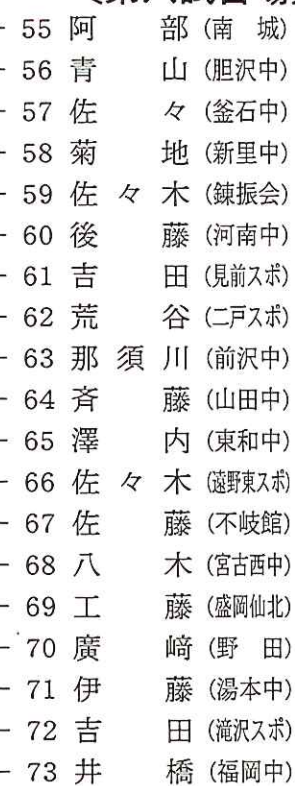 55 阿部 (南城)
56 青山 (胆沢中)
57 佐々 (釜石中)
58 菊地 (新里中)
59 佐々木 (錬振会)
60 後藤 (河南中)
61 吉田 (見前スポ)
62 荒谷 (二戸スポ)
63 那須川 (前沢中)
64 斉藤 (山田中)
65 澤内 (東和中)
66 佐々木 (遠野東スポ)
67 佐藤 (不岐館)
68 八木 (宮古西中)
69 工藤 (盛岡仙北)
70 廣﨑 (野田)
71 伊藤 (湯本中)
72 吉田 (滝沢スポ)
73 井橋 (福岡中)